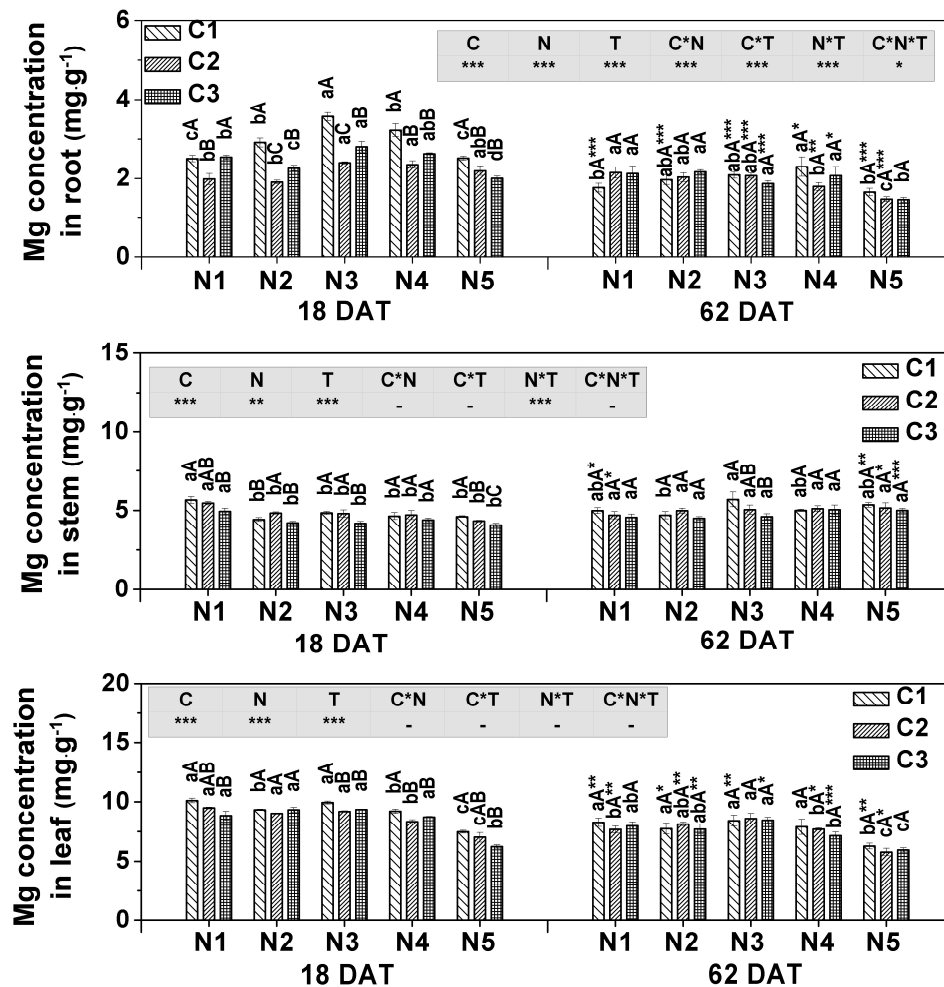 Mg concentration
in root (mg·g⁻¹)
6
4
2
0
C1
C2
C3
C N T C*N C*T N*T C*N*T
*** *** *** *** *** *** *
cA bB bA bA bC cB aA aC aB bA aB abB cA abB dB
bA*** aA aA abA*** abA aA abA*** abA*** aA*** aA* bA** aA* bA*** cA*** bA
N1 N2 N3 N4 N5 N1 N2 N3 N4 N5
18 DAT 62 DAT
Mg concentration
in stem (mg·g⁻¹)
15
10
5
0
C N T C*N C*T N*T C*N*T
*** ** *** - - *** -
C1
C2
C3
aA aAB aB bB bA bB bA bA bB bA bA bA bA bB bC
abA* aA* aA bA aA aA aA aAB aB abA aA aA abA** aA* aA***
N1 N2 N3 N4 N5 N1 N2 N3 N4 N5
18 DAT 62 DAT
Mg concentration
in leaf (mg·g⁻¹)
20
15
10
5
0
C N T C*N C*T N*T C*N*T
*** *** *** - - - -
C1
C2
C3
aA aAB aB bA aA aA aA aB aB bA bB aB cA cAB bB
aA** bA** abA aA* abA** abA** aA** aA aA* aA bA* bA*** bA** cA* cA
N1 N2 N3 N4 N5 N1 N2 N3 N4 N5
18 DAT 62 DAT